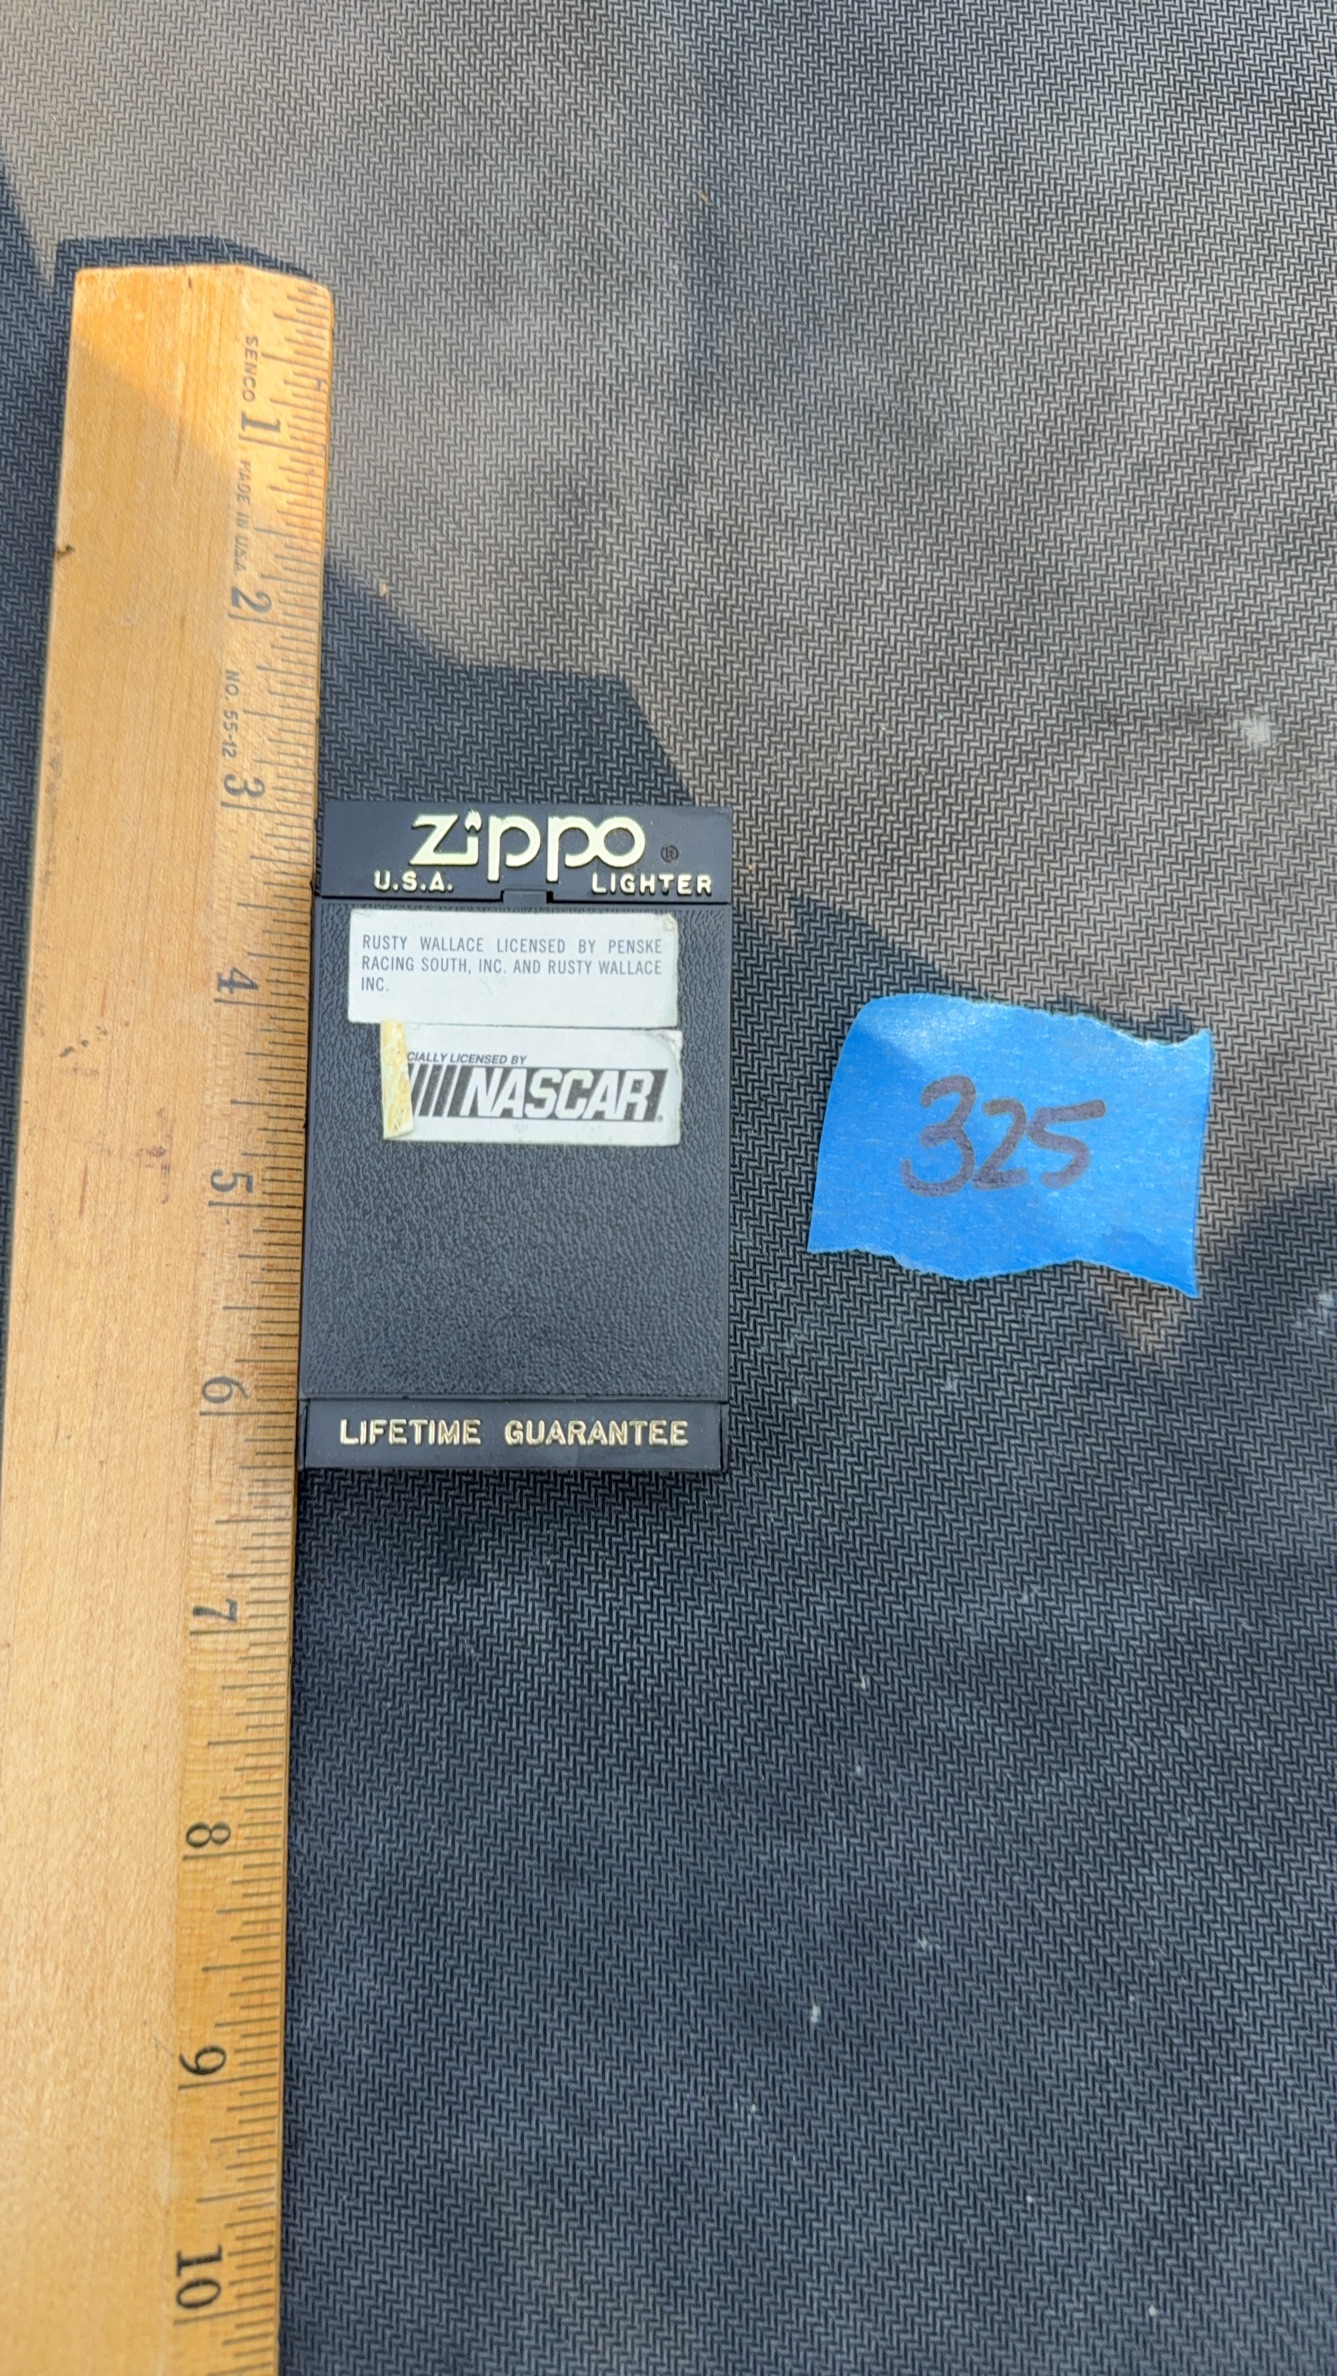 SENCO MADE IN U.S.A. NO. 55-12
1
2
3
4
5
6
7
8
9
10
zippo ®
U.S.A. LIGHTER
RUSTY WALLACE LICENSED BY PENSKE
RACING SOUTH, INC. AND RUSTY WALLACE
INC.
CIALLY LICENSED BY
NASCAR
LIFETIME GUARANTEE
325